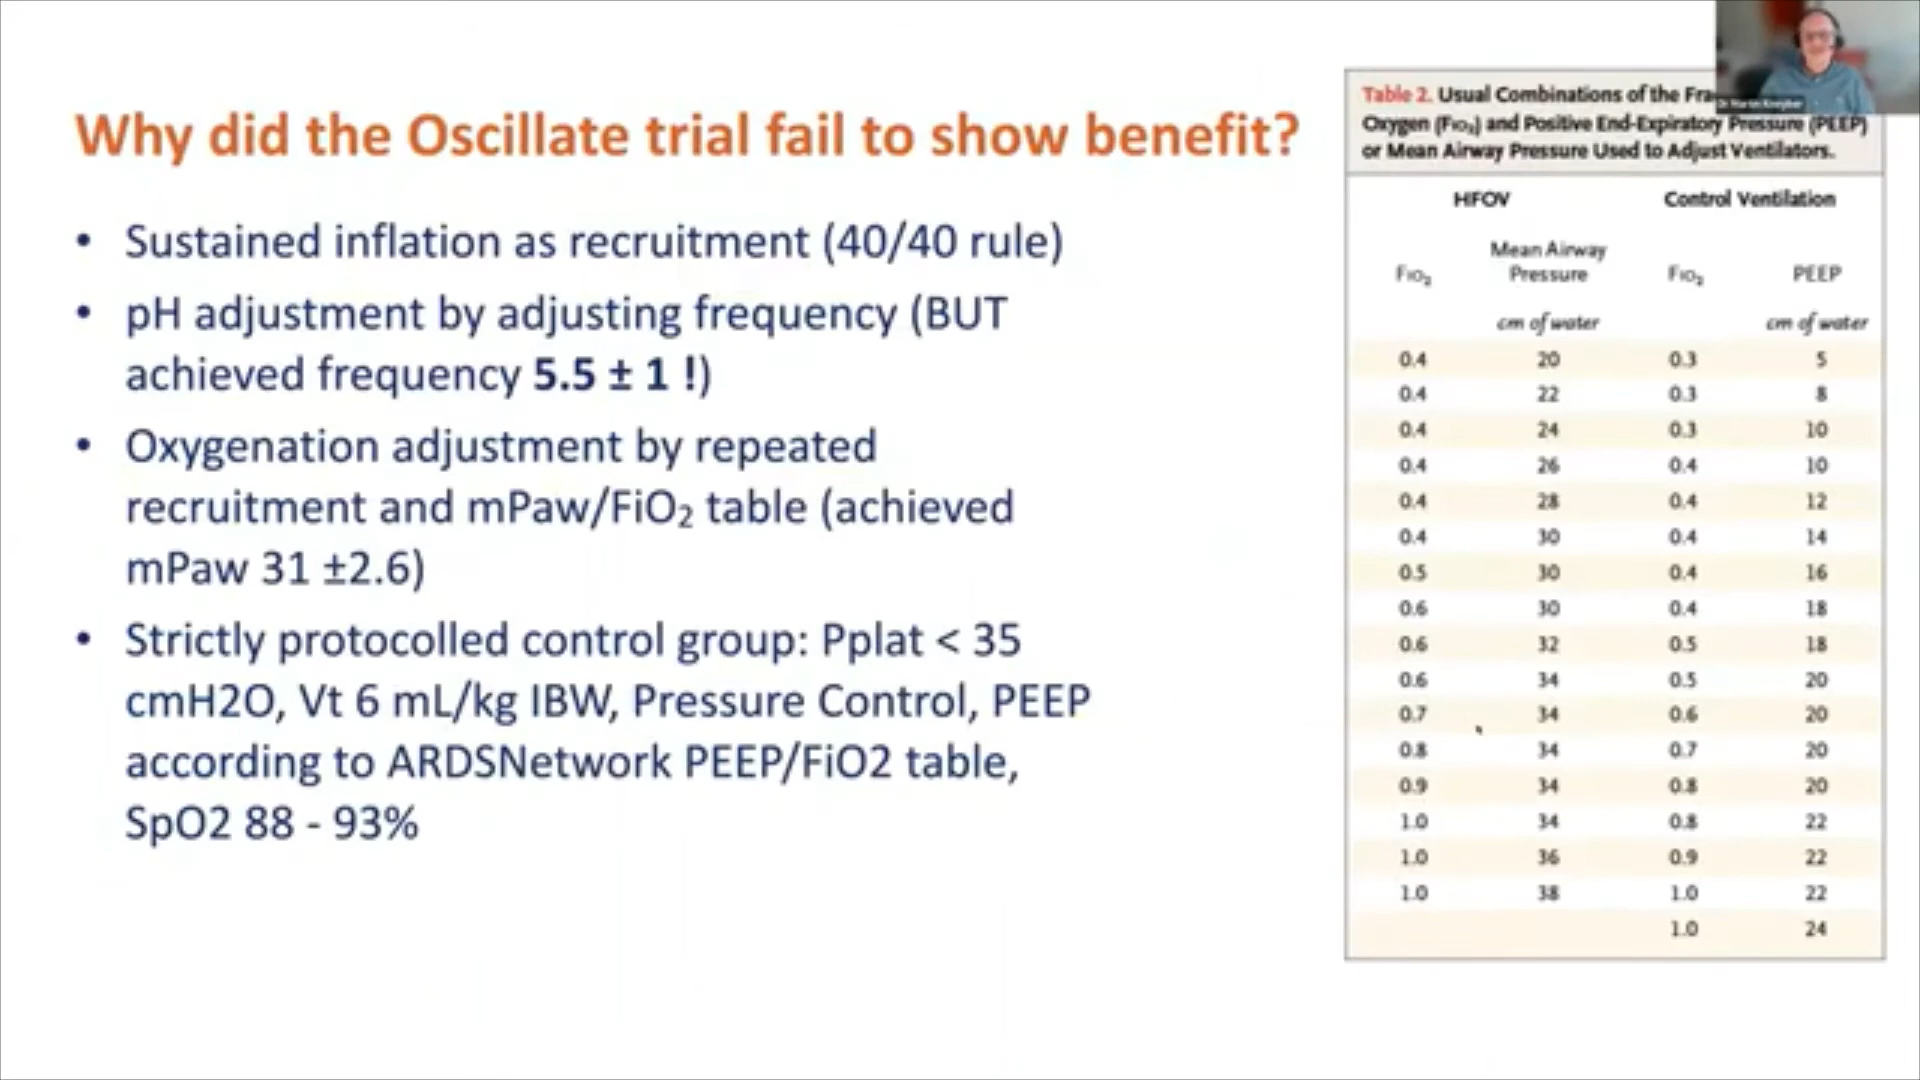 Why did the Oscillate trial fail to show benefit?
• Sustained inflation as recruitment (40/40 rule)
• pH adjustment by adjusting frequency (BUT
achieved frequency 5.5 ± 1 !)
• Oxygenation adjustment by repeated
recruitment and mPaw/FiO₂ table (achieved
mPaw 31 ±2.6)
• Strictly protocolled control group: Pplat < 35
cmH2O, Vt 6 mL/kg IBW, Pressure Control, PEEP
according to ARDSNetwork PEEP/FiO2 table,
SpO2 88 - 93%
Table 2. Usual Combinations of the
Oxygen (FiO₂) and Positive End-Expiratory Pressure (PEEP)
or Mean Airway Pressure Used to Adjust Ventilators.
HFOV Control Ventilation
Mean Airway
FiO₂ Pressure FiO₂ PEEP
cm of water cm of water
0.4 20 0.3 5
0.4 22 0.3 8
0.4 24 0.3 10
0.4 26 0.4 10
0.4 28 0.4 12
0.4 30 0.4 14
0.5 30 0.4 16
0.6 30 0.4 18
0.6 32 0.5 18
0.6 34 0.5 20
0.7 34 0.6 20
0.8 34 0.7 20
0.9 34 0.8 20
1.0 34 0.8 22
1.0 36 0.9 22
1.0 38 1.0 22
1.0 24